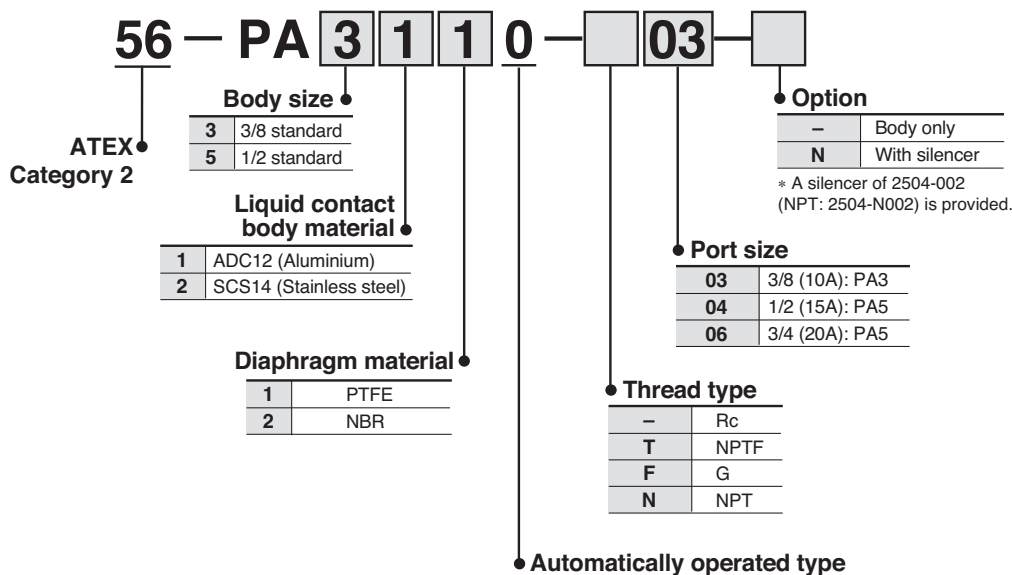 56 – PA 3 1 1 0 – 03 –
ATEX
Category 2
Body size
3 3/8 standard
5 1/2 standard
Liquid contact
body material
1 ADC12 (Aluminium)
2 SCS14 (Stainless steel)
Diaphragm material
1 PTFE
2 NBR
Option
– Body only
N With silencer
* A silencer of 2504-002
(NPT: 2504-N002) is provided.
Port size
03 3/8 (10A): PA3
04 1/2 (15A): PA5
06 3/4 (20A): PA5
Thread type
– Rc
T NPTF
F G
N NPT
Automatically operated type